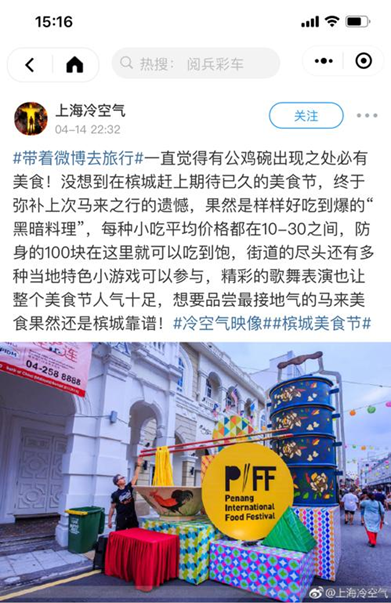 15:16
热搜：阅兵彩车
上海冷空气
04-14 22:32
关注
#带着微博去旅行#一直觉得有公鸡碗出现之处必有
美食！没想到在槟城赶上期待已久的美食节，终于
弥补上次马来之行的遗憾，果然是样样好吃到爆的“
黑暗料理”，每种小吃平均价格都在10-30之间，防
身的100块在这里就可以吃到饱，街道的尽头还有多
种当地特色小游戏可以参与，精彩的歌舞表演也让
整个美食节人气十足，想要品尝最接地气的马来美
食果然还是槟城靠谱！#冷空气映像##槟城美食节#
04-258 8888
PIFF
Penang
International
Food Festival
@上海冷空气